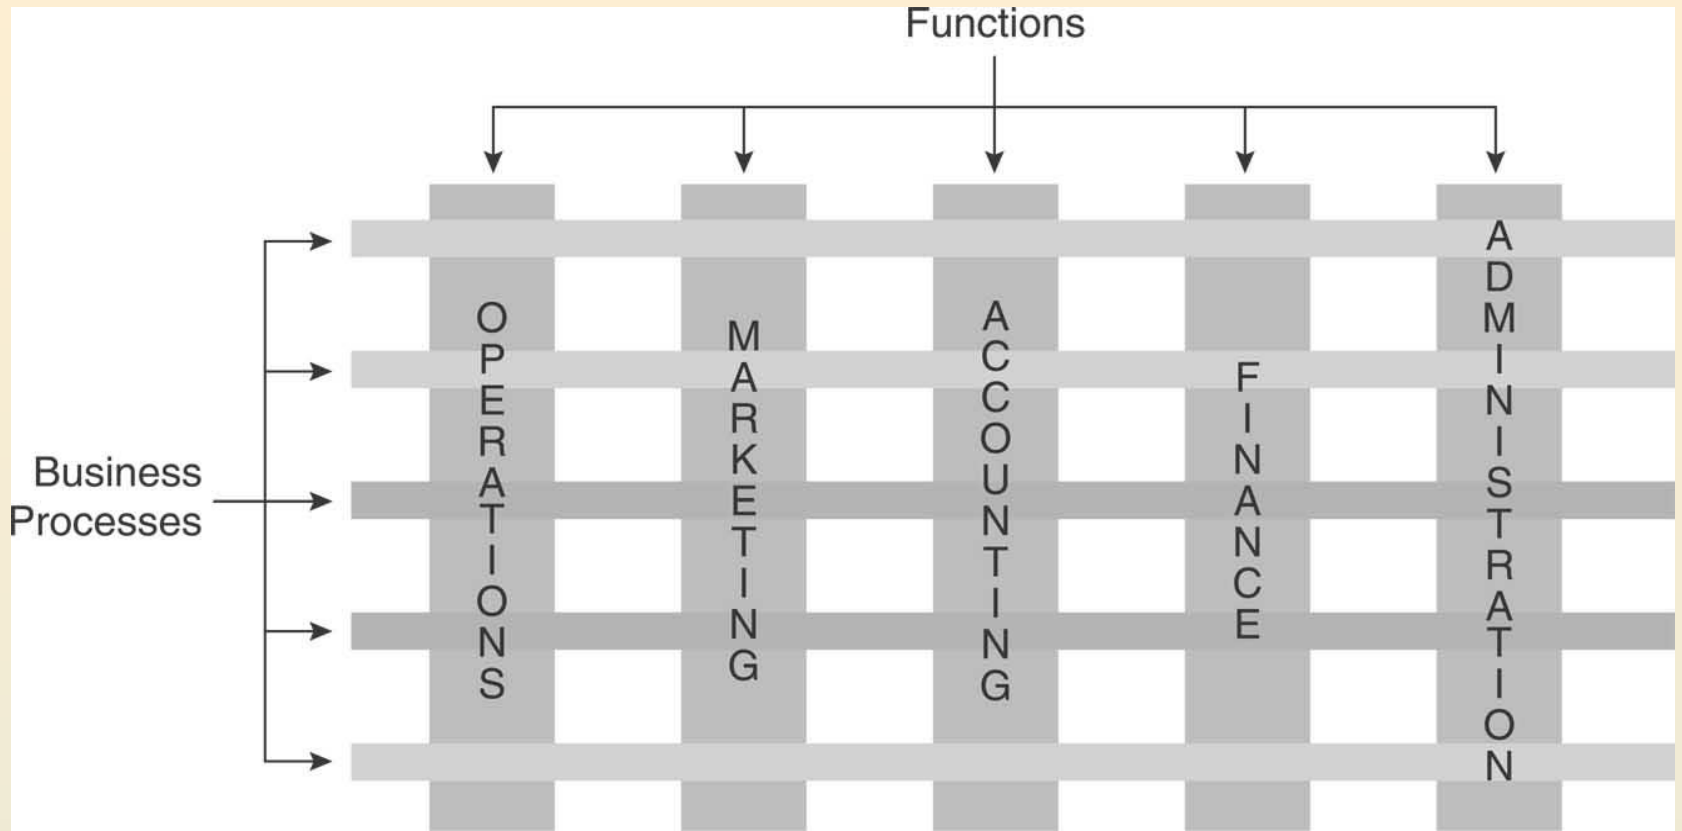 Functions
Business
Processes
OPERATIONS
MARKETING
ACCOUNTING
FINANCE
ADMINISTRATION